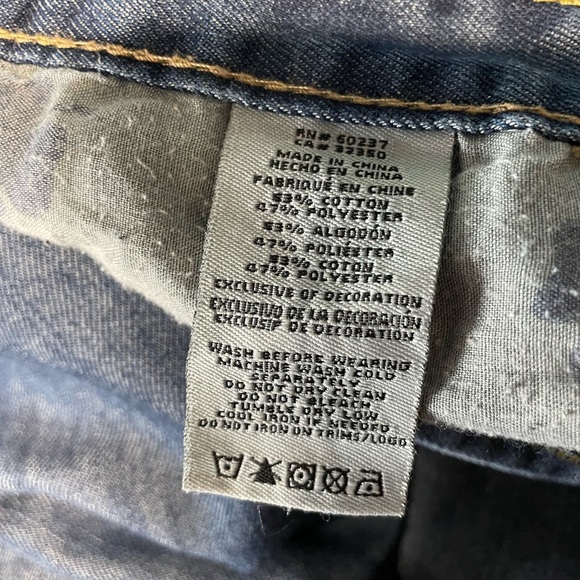 RN# 60237
CA# 37350
MADE IN CHINA
HECHO EN CHINA
FABRIQUÉ EN CHINE
53% COTTON
47% POLYESTER
53% ALGODÓN
47% POLIÉSTER
53% COTON
47% POLYESTER
EXCLUSIVE OF DECORATION
EXCLUSIVO DE LA DECORACIÓN
EXCLUSIF DE DECORATION
WASH BEFORE WEARING
MACHINE WASH COLD
SEPARATELY
DO NOT DRY CLEAN
DO NOT BLEACH
TUMBLE DRY LOW
COOL IRON IF NEEDED
DO NOT IRON ON TRIMS/LOGO